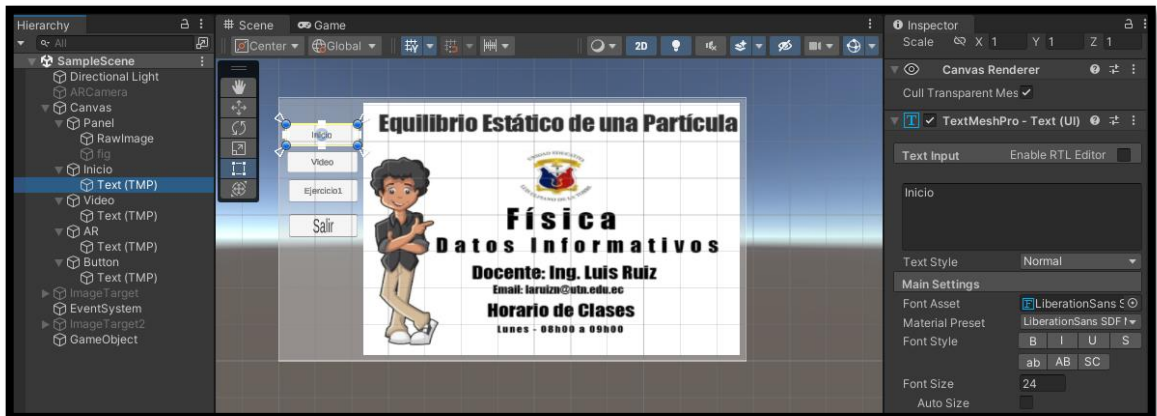 Hierarchy
All
SampleScene
Directional Light
ARCamera
Canvas
Panel
RawImage
fig
Inicio
Text (TMP)
Video
Text (TMP)
AR
Text (TMP)
Button
Text (TMP)
ImageTarget
EventSystem
ImageTarget2
GameObject
Scene
Game
Center
Global
2D
Inicio
Video
Ejercicio1
Salir
Equilibrio Estático de una Partícula
Física
Datos Informativos
Docente: Ing. Luis Ruiz
Email: laruizn@utn.edu.ec
Horario de Clases
Lunes - 08h00 a 09h00
Inspector
Scale X 1 Y 1 Z 1
Canvas Renderer
Cull Transparent Mes
TextMeshPro - Text (UI)
Text Input Enable RTL Editor
Inicio
Text Style Normal
Main Settings
Font Asset F LiberationSans S
Material Preset LiberationSans SDF M
Font Style B I U S
ab AB SC
Font Size 24
Auto Size